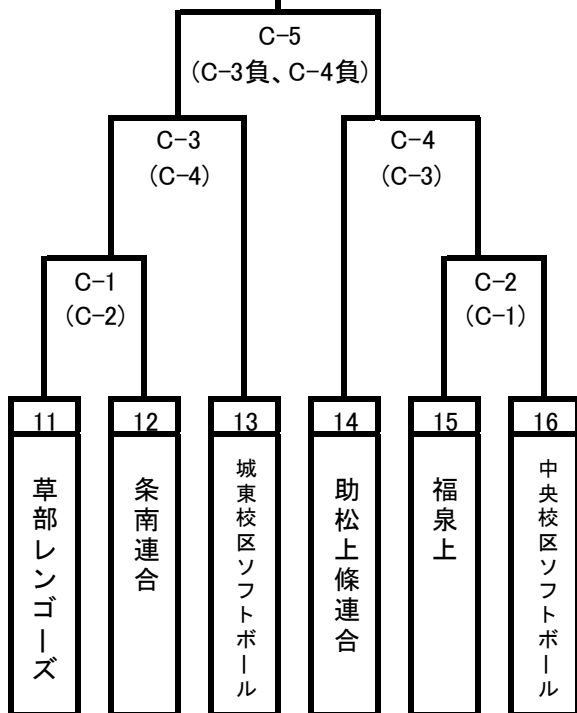 C-5
（C-3負、C-4負）
C-3
（C-4）
C-4
（C-3）
C-1
（C-2）
C-2
（C-1）
11
12
13
14
15
16
草部レンゴーズ
条南連合
城東校区ソフトボール
助松上條連合
福泉上
中央校区ソフトボール